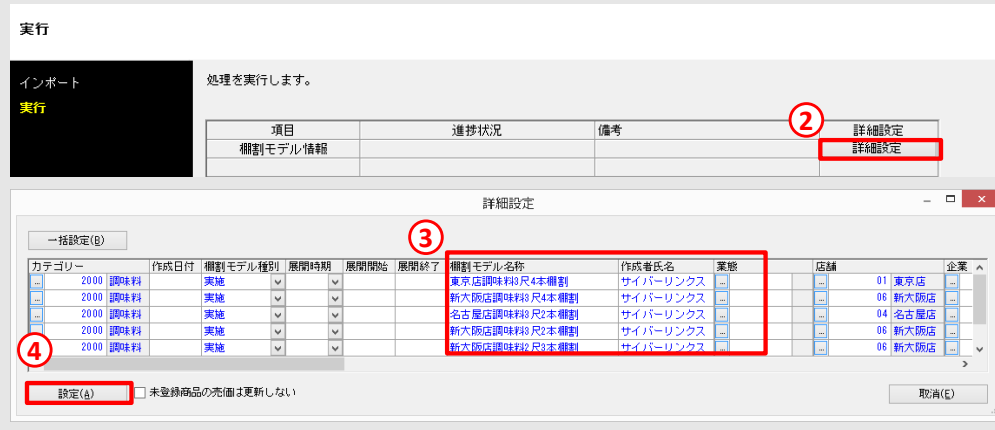 実行
インポート
実行
処理を実行します。
②
項目 進捗状況 備考 詳細設定
棚割モデル情報 詳細設定
詳細設定
一括設定(B)
③
カテゴリー 作成日付 棚割モデル種別 展開時期 展開開始 展開終了 棚割モデル名称 作成者氏名 業態 店舗 企業
... 2000 調味料 実施 東京店調味料3尺4本棚割 サイバーリンクス ... ... 01 東京店 ...
... 2000 調味料 実施 新大阪店調味料3尺4本棚割 サイバーリンクス ... ... 06 新大阪店 ...
... 2000 調味料 実施 名古屋店調味料3尺2本棚割 サイバーリンクス ... ... 04 名古屋店 ...
2000 調味料 実施 新大阪店調味料3尺2本棚割 サイバーリンクス ... ... 06 新大阪店 ...
2000 調味料 実施 新大阪店調味料2尺3本棚割 サイバーリンクス ... ... 06 新大阪店 ...
④
設定(A) 未登録商品の売価は更新しない 取消(E)